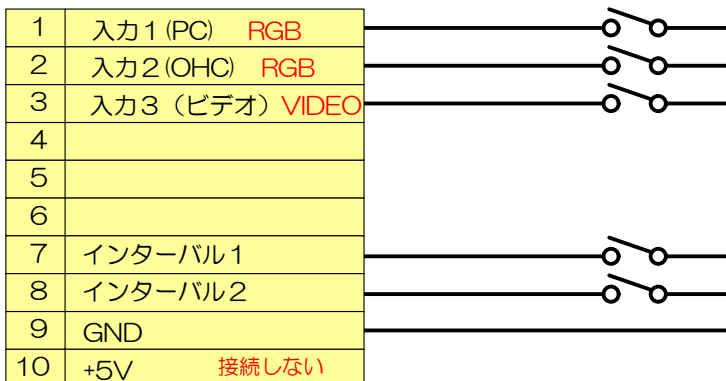 1 入力1(PC) RGB
2 入力2(OHC) RGB
3 入力3（ビデオ）VIDEO
4
5
6
7 インターバル1
8 インターバル2
9 GND
10 +5V 接続しない